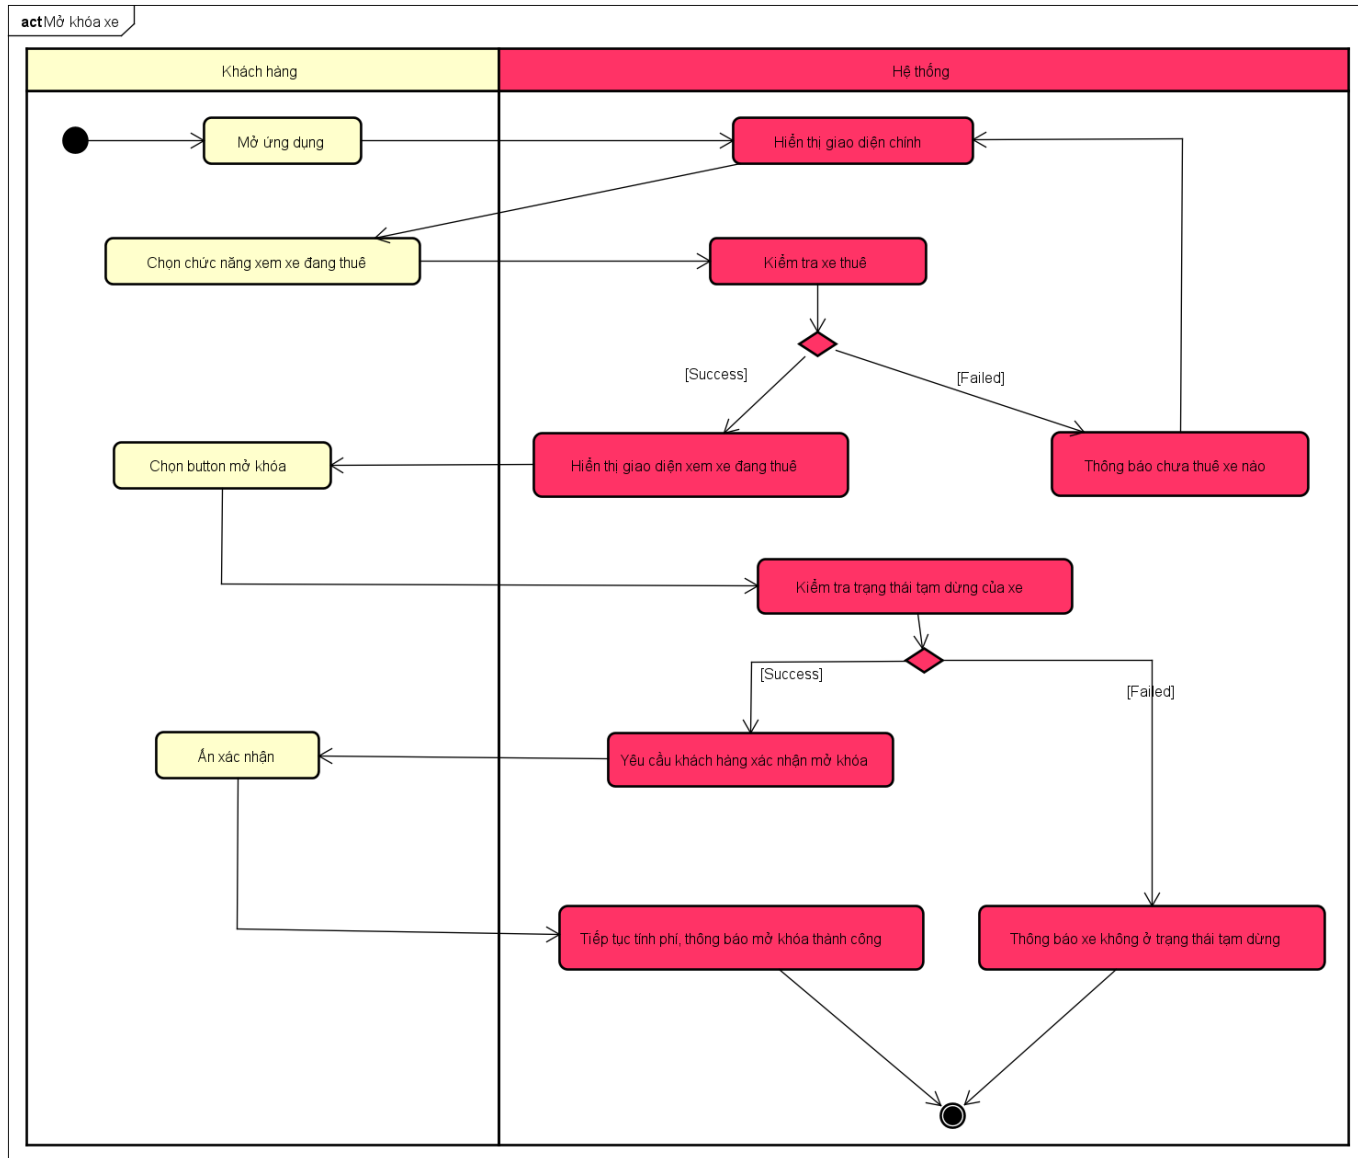 act Mở khóa xe
Khách hàng
Hệ thống
Mở ứng dụng
Hiển thị giao diện chính
Chọn chức năng xem xe đang thuê
Kiểm tra xe thuê
[Success]
[Failed]
Chọn button mở khóa
Hiển thị giao diện xem xe đang thuê
Thông báo chưa thuê xe nào
Kiểm tra trạng thái tạm dừng của xe
[Success]
[Failed]
Ấn xác nhận
Yêu cầu khách hàng xác nhận mở khóa
Tiếp tục tính phí, thông báo mở khóa thành công
Thông báo xe không ở trạng thái tạm dừng